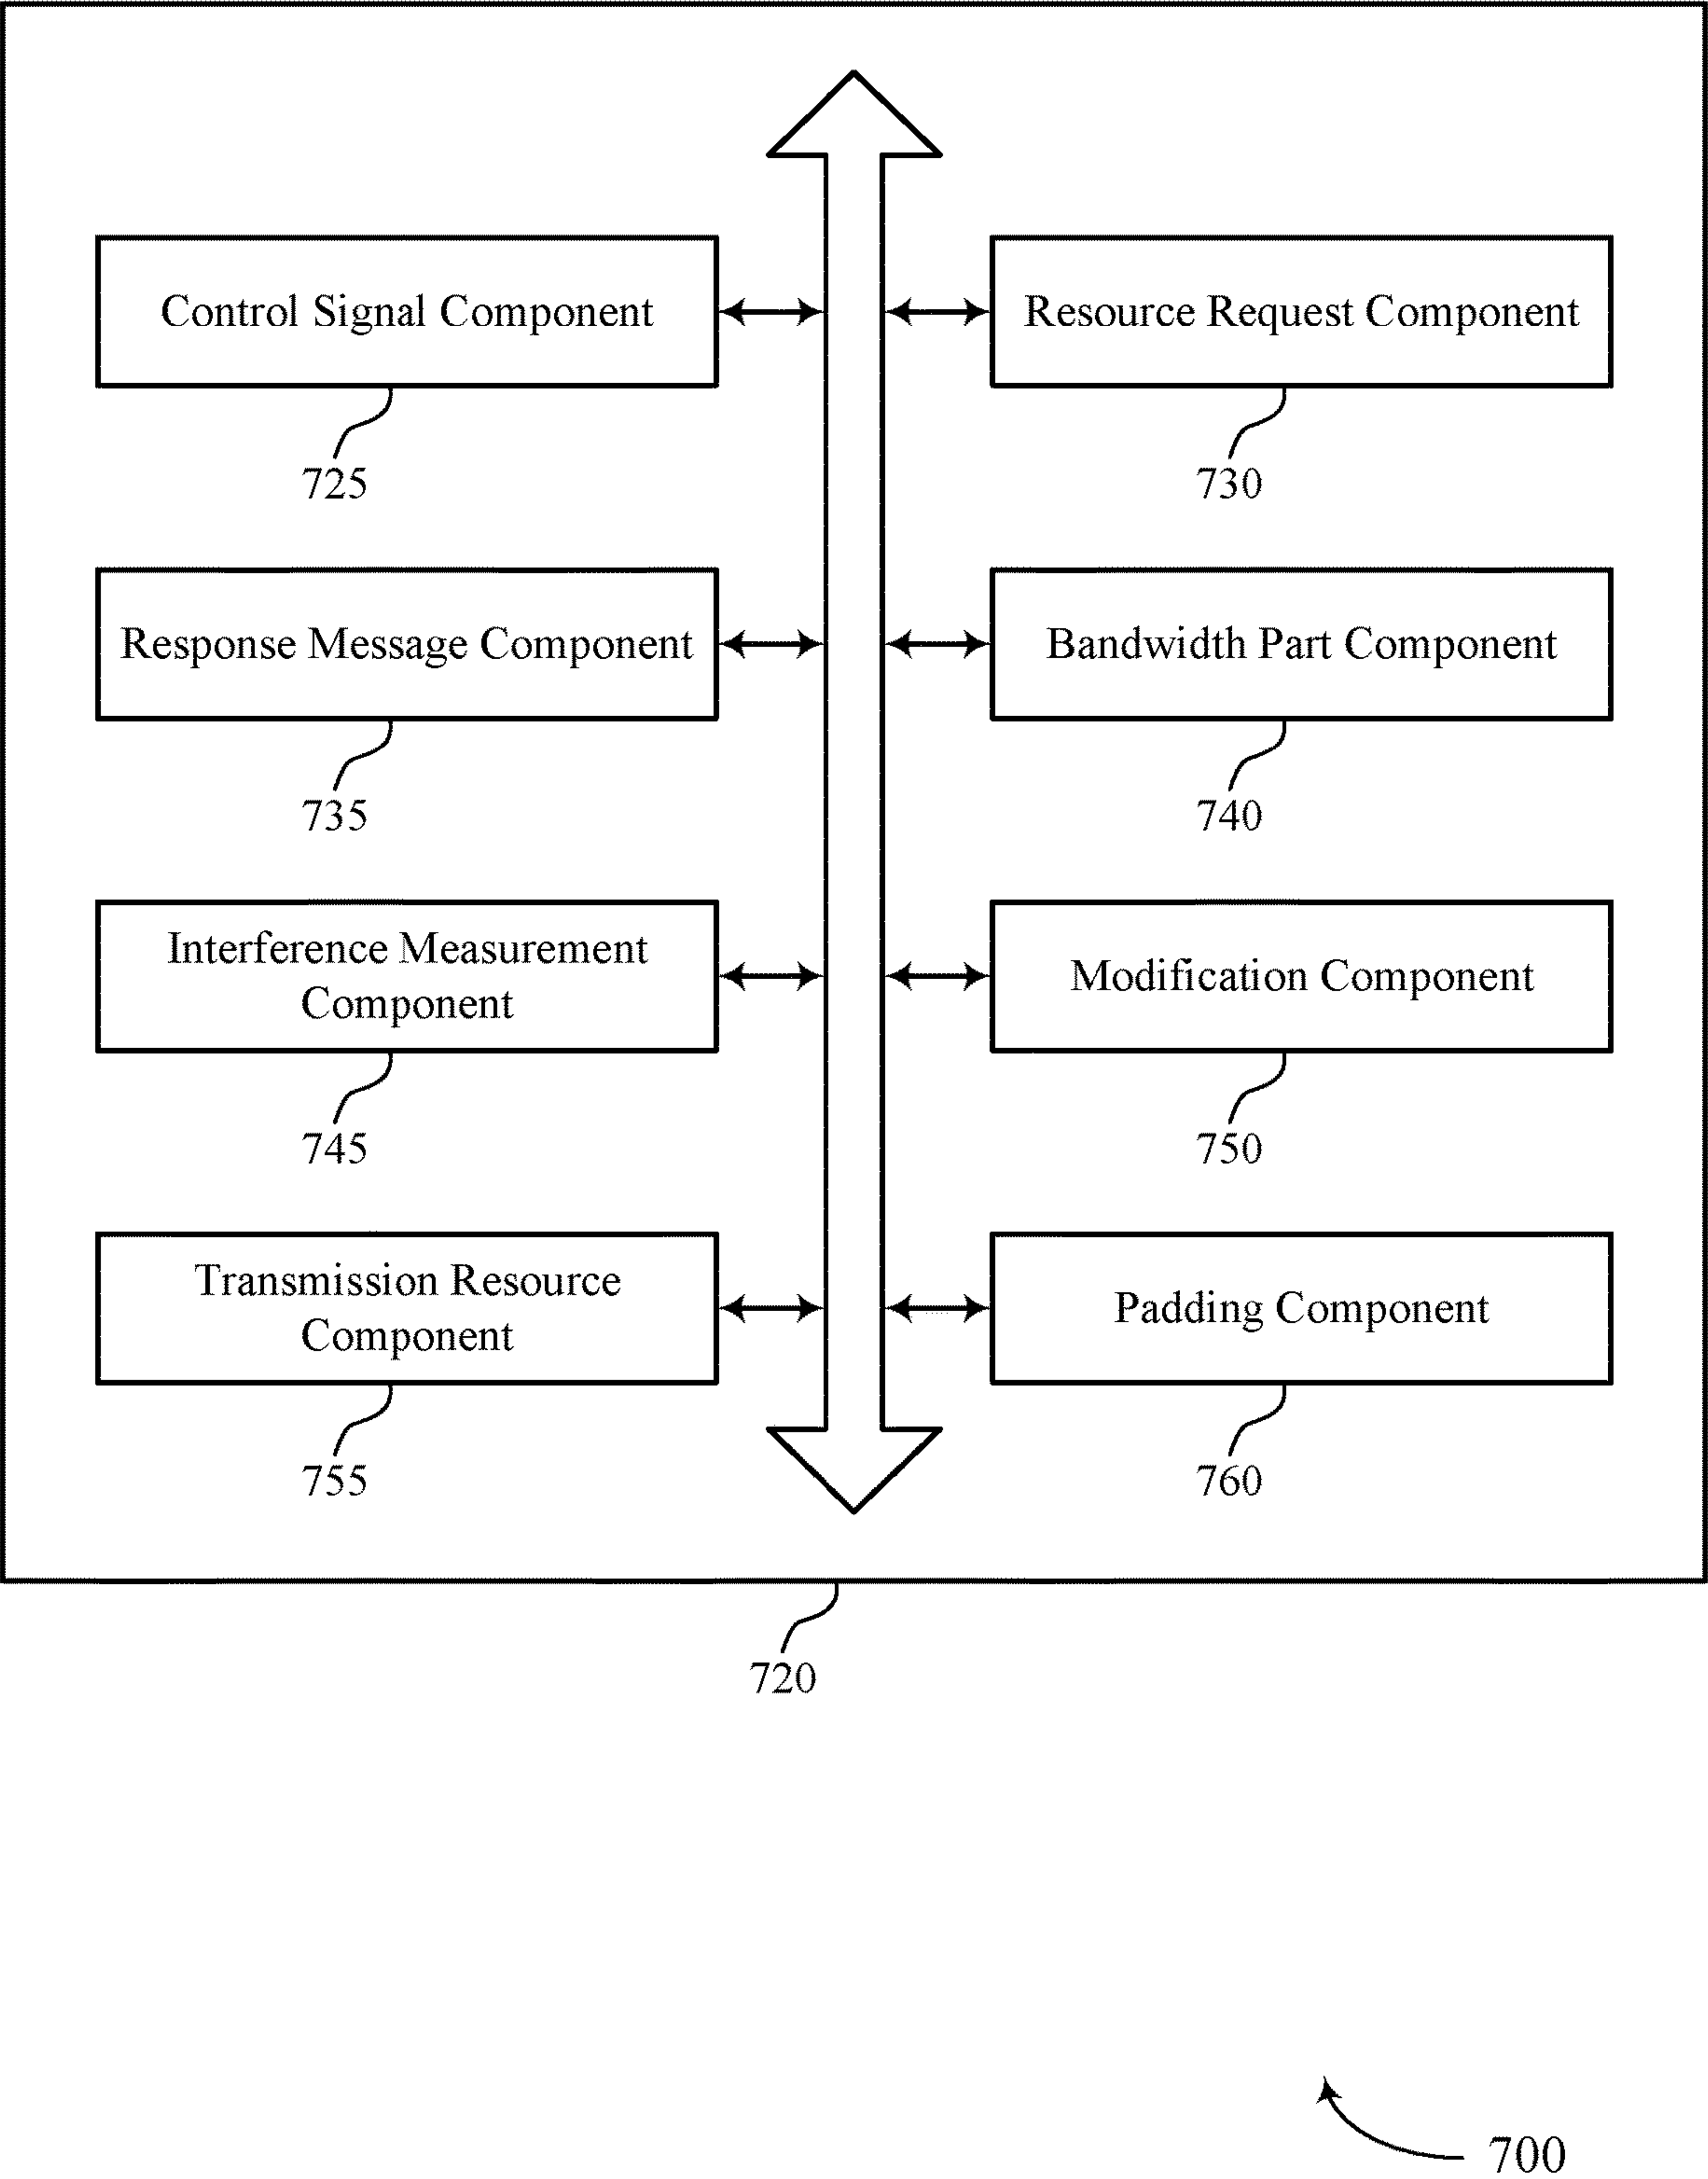 Control Signal Component
725
Resource Request Component
730
Response Message Component
735
Bandwidth Part Component
740
Interference Measurement
Component
745
Modification Component
750
Transmission Resource
Component
755
Padding Component
760
720
700